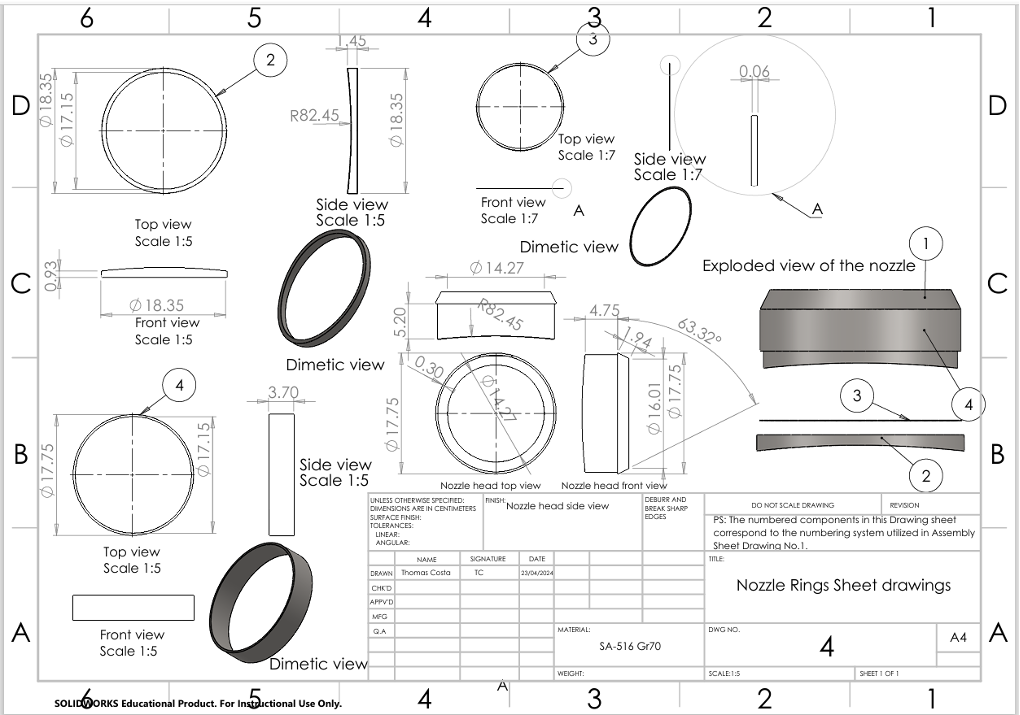 6
5
4
3
2
1
D
C
B
A
D
C
B
A
2
1.45
∅18.35
∅17.15
R82.45
∅18.35
Top view
Scale 1:5
Side view
Scale 1:5
0.93
∅18.35
Front view
Scale 1:5
Dimetic view
3
Top view
Scale 1:7
Side view
Scale 1:7
Front view
Scale 1:7
A
0.06
A
Dimetic view
Exploded view of the nozzle
1
4
3
2
∅14.27
5.20
R82.45
4.75
1.94
63.32°
0.30
∅14.27
∅17.75
∅16.01
∅17.75
Nozzle head top view
Nozzle head front view
Nozzle head side view
4
3.70
∅17.75
∅17.15
Side view
Scale 1:5
Top view
Scale 1:5
Front view
Scale 1:5
Dimetic view
UNLESS OTHERWISE SPECIFIED:
DIMENSIONS ARE IN CENTIMETERS
SURFACE FINISH:
TOLERANCES:
LINEAR:
ANGULAR:
FINISH:
DEBURR AND
BREAK SHARP
EDGES
DO NOT SCALE DRAWING
REVISION
PS: The numbered components in this Drawing sheet
correspond to the numbering system utilized in Assembly
Sheet Drawing No.1.
NAME
SIGNATURE
DATE
DRAWN
Thomas Costa
TC
23/04/2024
CHK'D
APPV'D
MFG
Q.A
TITLE:
Nozzle Rings Sheet drawings
MATERIAL:
SA-516 Gr70
WEIGHT:
DWG NO.
4
A4
SCALE:1:5
SHEET 1 OF 1
A
6
5
4
3
2
1
SOLIDWORKS Educational Product. For Instructional Use Only.